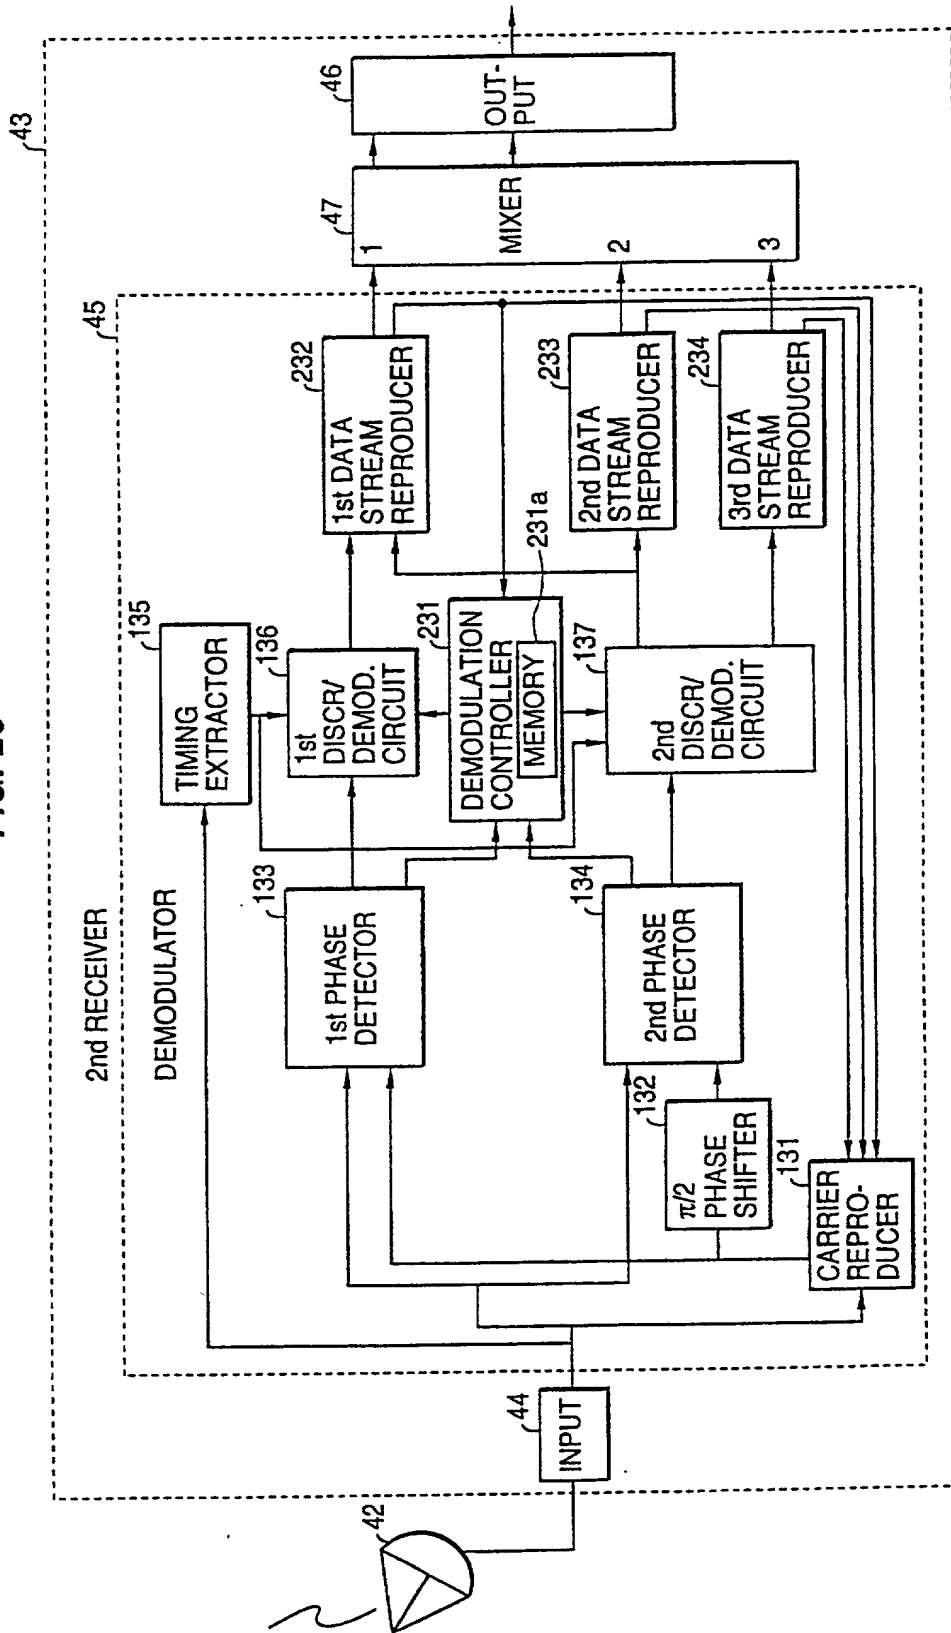 43
2nd RECEIVER
45
DEMODULATOR
42
44
INPUT
135
TIMING
EXTRACTOR
133
1st PHASE
DETECTOR
136
1st
DISCR/
DEMOD.
CIRCUIT
232
1st DATA
STREAM
REPRODUCER
47
1
MIXER
2
3
46
OUT-
PUT
231
DEMODULATION
CONTROLLER
MEMORY
231a
134
2nd PHASE
DETECTOR
137
2nd
DISCR/
DEMOD.
CIRCUIT
233
2nd DATA
STREAM
REPRODUCER
234
3rd DATA
STREAM
REPRODUCER
132
π/2
PHASE
SHIFTER
131
CARRIER
REPRO-
DUCER